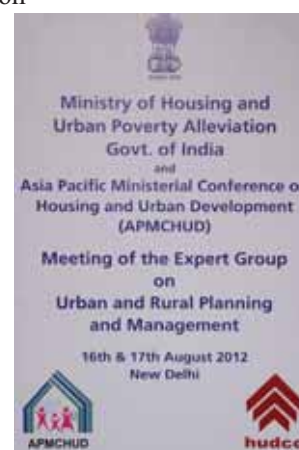 on
Ministry of Housing and
Urban Poverty Alleviation
Govt. of India
and
Asia Pacific Ministerial Conference o
Housing and Urban Development
(APMCHUD)
Meeting of the Expert Group
on
Urban and Rural Planning
and Management
16th & 17th August 2012
New Delhi
APMCHUD
hudco